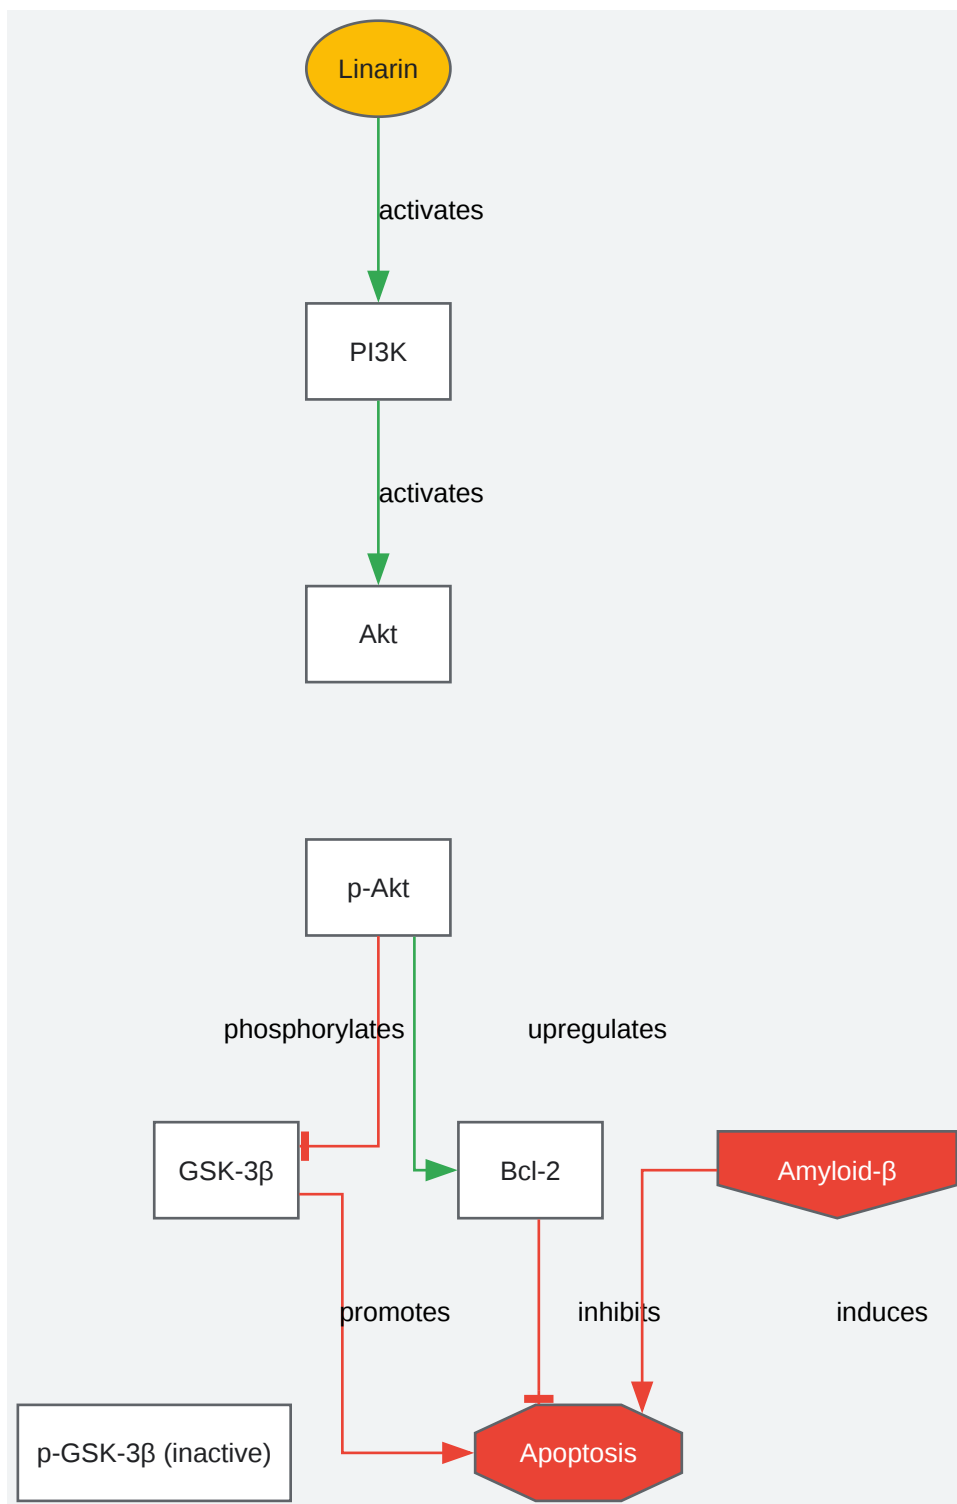 Linarin
activates
PI3K
activates
Akt
p-Akt
phosphorylates
upregulates
GSK-3β
Bcl-2
Amyloid-β
promotes
inhibits
induces
p-GSK-3β (inactive)
Apoptosis